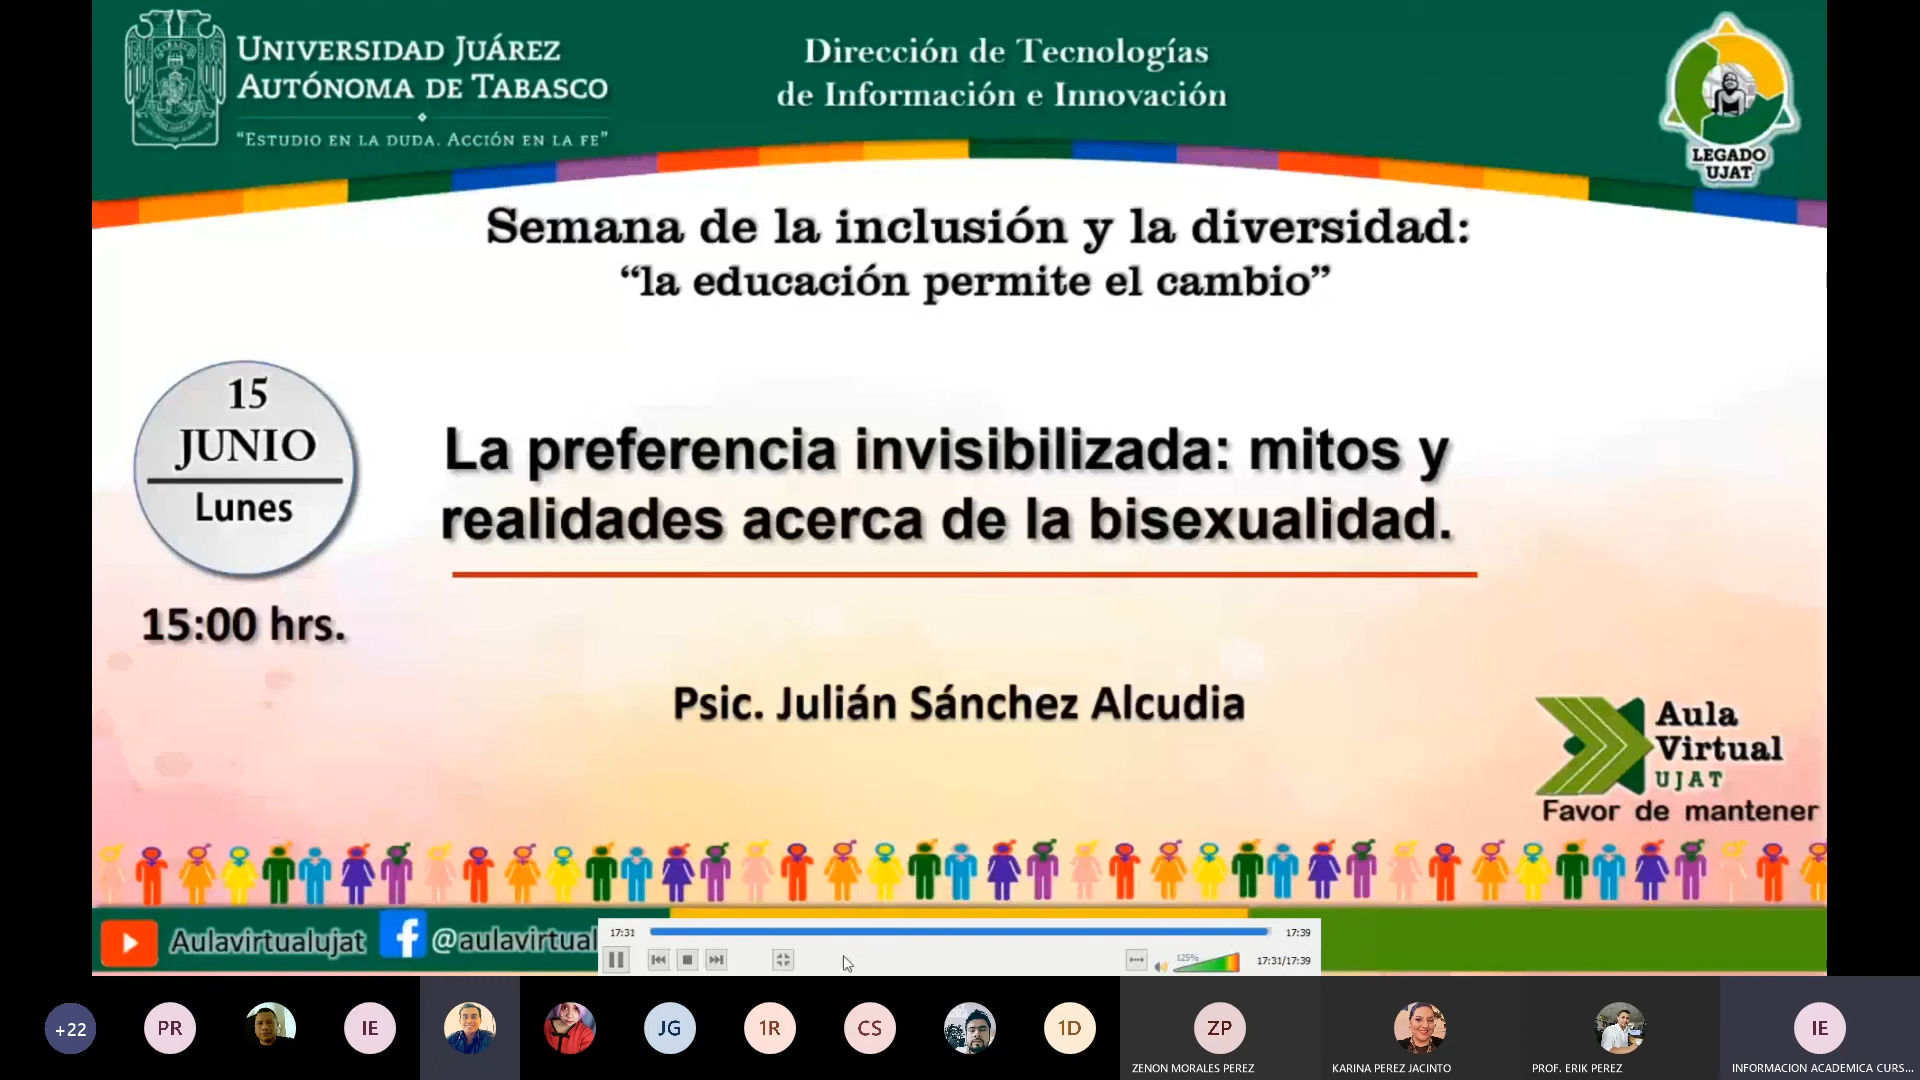 UNIVERSIDAD JUÁREZ
AUTÓNOMA DE TABASCO
“ESTUDIO EN LA DUDA. ACCIÓN EN LA FE”
Dirección de Tecnologías
de Información e Innovación
LEGADO
UJAT
Semana de la inclusión y la diversidad:
“la educación permite el cambio”
15
JUNIO
Lunes
15:00 hrs.
La preferencia invisibilizada: mitos y
realidades acerca de la bisexualidad.
Psic. Julián Sánchez Alcudia
Aula
Virtual
UJAT
Favor de mantener
Aulavirtualujat
@aulavirtual
17:31
17:39
125%
17:31/17:39
+22
PR
IE
JG
1R
CS
1D
ZP
IE
ZENON MORALES PEREZ
KARINA PEREZ JACINTO
PROF. ERIK PEREZ
INFORMACION ACADEMICA CURS...